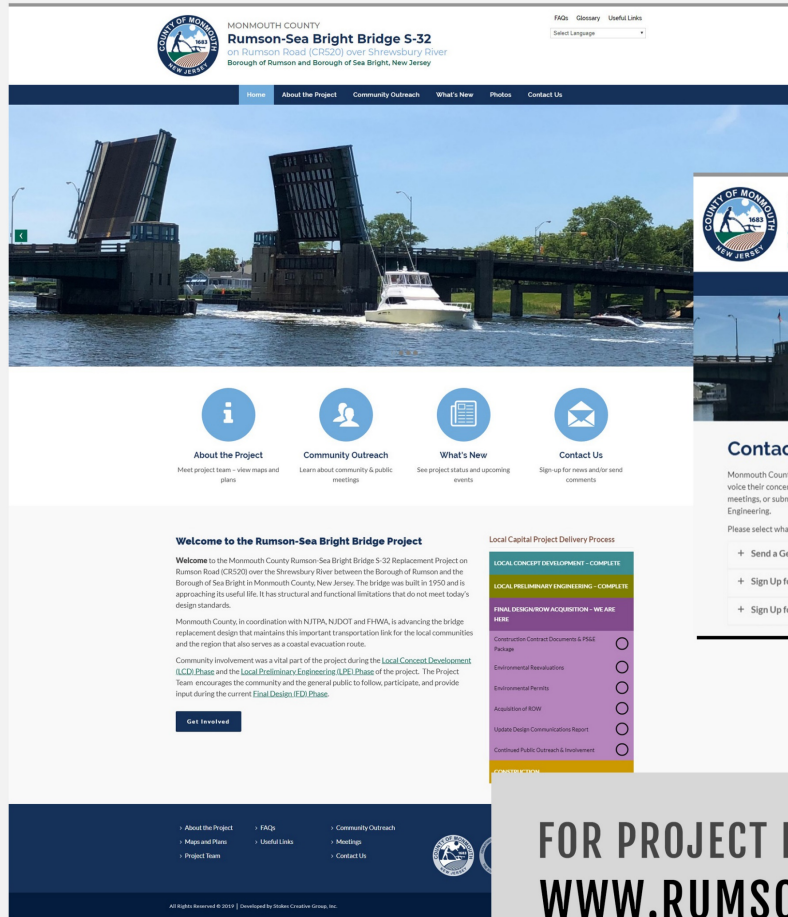 COUNTY OF MONMOUTH
1683
NEW JERSEY
MONMOUTH COUNTY
Rumson-Sea Bright Bridge S-32
on Rumson Road (CR520) over Shrewsbury River
Borough of Rumson and Borough of Sea Bright, New Jersey
FAQs Glossary Useful Links
Select Language
Home About the Project Community Outreach What's New Photos Contact Us
COUNTY OF MONMOUTH
1683
NEW JERSEY
About the Project
Meet project team – view maps and
plans
Community Outreach
Learn about community & public
meetings
What's New
See project status and upcoming
events
Contact Us
Sign-up for news and/or send
comments
Contac
Monmouth Coun
voice their concer
meetings, or subm
Engineering.
Please select wha
+ Send a Ge
+ Sign Up fo
+ Sign Up fo
Welcome to the Rumson-Sea Bright Bridge Project
Welcome to the Monmouth County Rumson-Sea Bright Bridge S-32 Replacement Project on
Rumson Road (CR520) over the Shrewsbury River between the Borough of Rumson and the
Borough of Sea Bright in Monmouth County, New Jersey. The bridge was built in 1950 and is
approaching its useful life. It has structural and functional limitations that do not meet today's
design standards.
Monmouth County, in coordination with NJTPA, NJDOT and FHWA, is advancing the bridge
replacement design that maintains this important transportation link for the local communities
and the region that also serves as a coastal evacuation route.
Community involvement was a vital part of the project during the Local Concept Development
(LCD) Phase and the Local Preliminary Engineering (LPE) Phase of the project. The Project
Team encourages the community and the general public to follow, participate, and provide
input during the current Final Design (FD) Phase.
Get Involved
Local Capital Project Delivery Process
LOCAL CONCEPT DEVELOPMENT – COMPLETE
LOCAL PRELIMINARY ENGINEERING – COMPLETE
FINAL DESIGN/ROW ACQUISITION – WE ARE
HERE
Construction Contract Documents & PS&E
Package
Environmental Reevaluations
Environmental Permits
Acquisition of ROW
Update Design Communications Report
Continued Public Outreach & Involvement
CONSTRUCTION
› About the Project › FAQs › Community Outreach
› Maps and Plans › Useful Links › Meetings
› Project Team › Contact Us
All Rights Reserved © 2019 | Developed by Stokes Creative Group, Inc.
FOR PROJECT
WWW.RUMSO